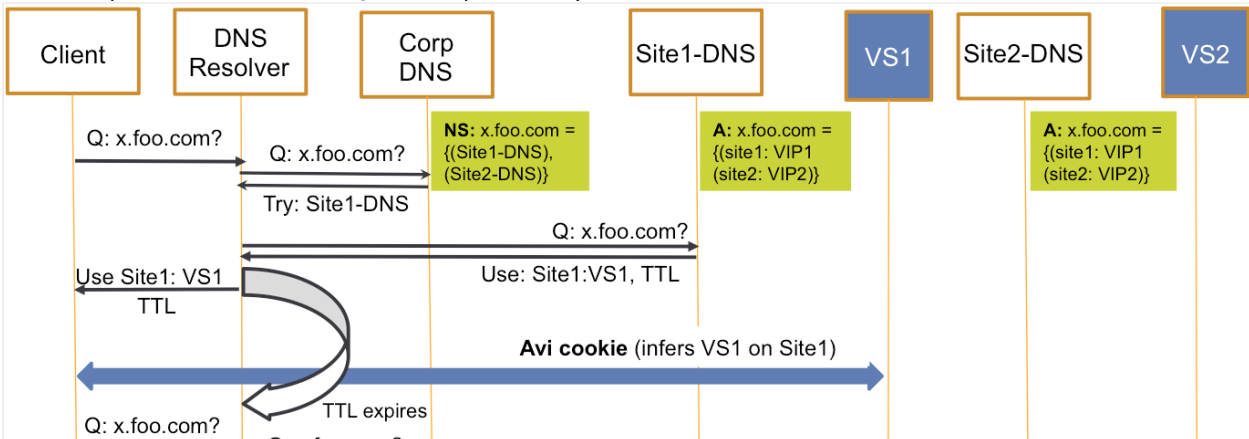 Client
DNS
Resolver
Corp
DNS
Site1-DNS
VS1
Site2-DNS
VS2
Q: x.foo.com?
Q: x.foo.com?
Try: Site1-DNS
NS: x.foo.com =
{(Site1-DNS),
(Site2-DNS)}
A: x.foo.com =
{(site1: VIP1
(site2: VIP2)}
A: x.foo.com =
{(site1: VIP1
(site2: VIP2)}
Q: x.foo.com?
Use: Site1:VS1, TTL
Use Site1: VS1
TTL
Avi cookie (infers VS1 on Site1)
TTL expires
Q: x.foo.com?